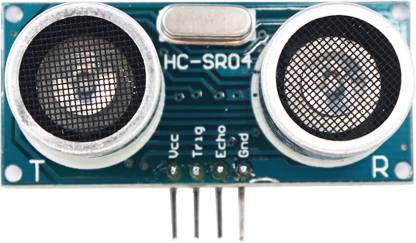 HC-SR04
Vcc
Trig
Echo
Gnd
T
R